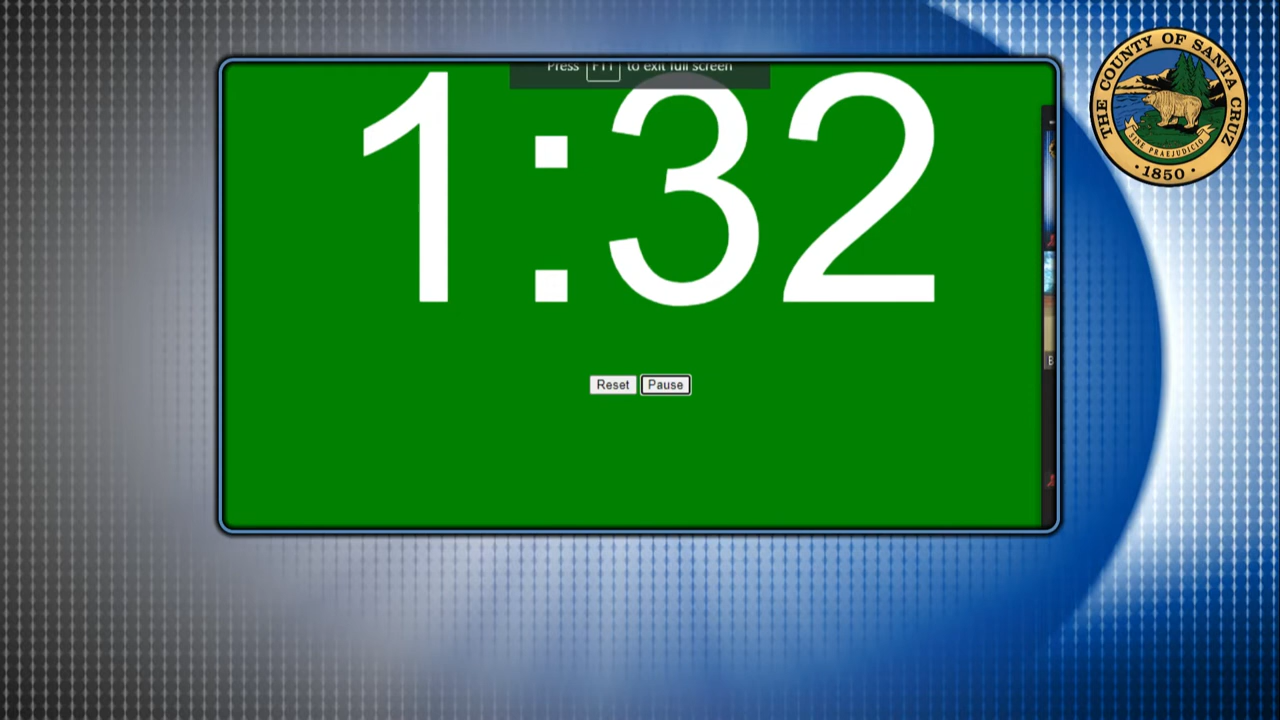 Press F11 to exit full screen
1:32
Reset Pause
THE COUNTY OF SANTA CRUZ
SINE PRAEJUDICIO
· 1850 ·
B